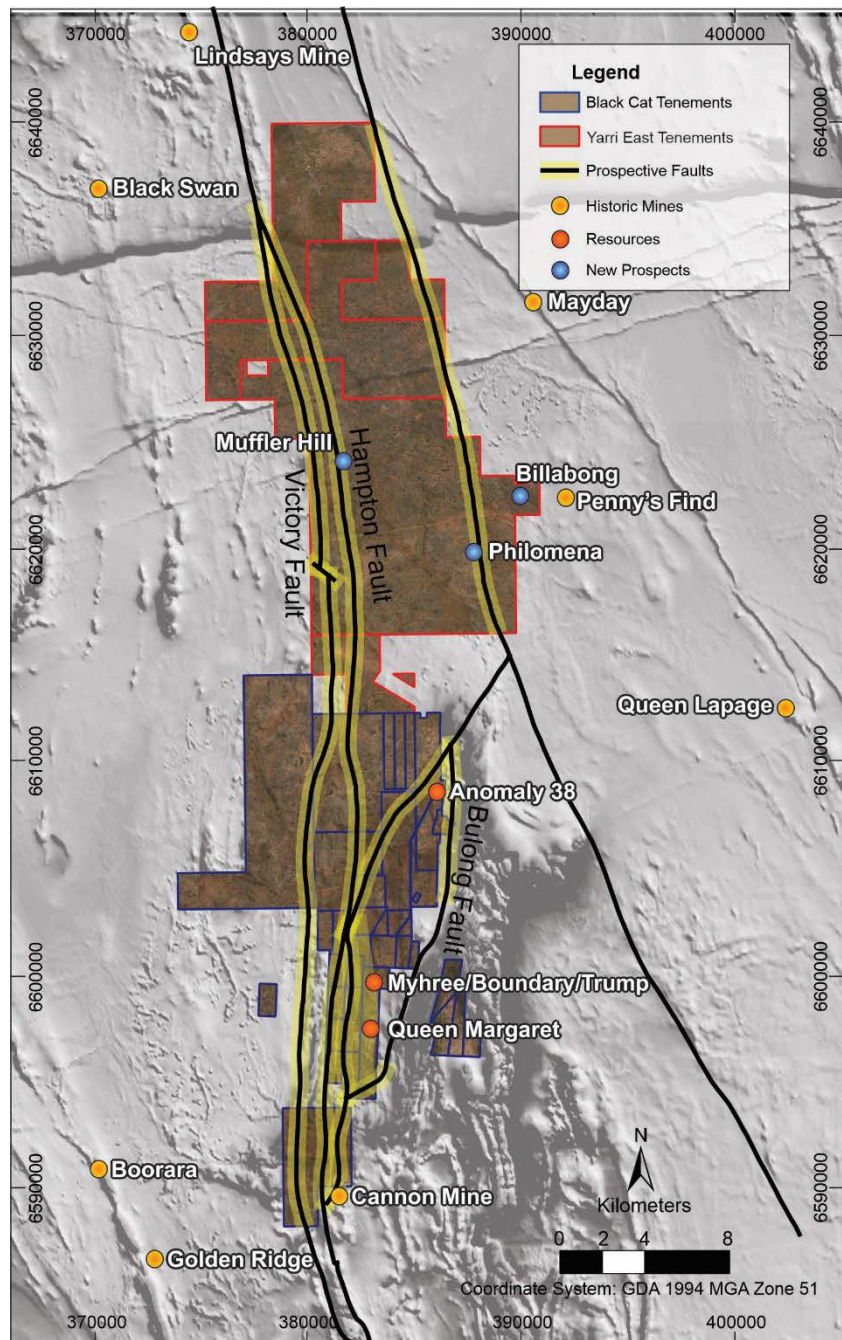 370000
380000
390000
400000
Lindsays Mine
Legend
Black Cat Tenements
Yarri East Tenements
Prospective Faults
Historic Mines
Resources
New Prospects
6640000
Black Swan
Mayday
6630000
6630000
Muffler Hill
Hampton Fault
Victory Fault
Billabong
Penny's Find
Philomena
6620000
6620000
Queen Lapage
6610000
6610000
Anomaly 38
Bulong Fault
6600000
6600000
Myhree/Boundary/Trump
Queen Margaret
Boorara
6590000
6590000
Cannon Mine
N
Kilometers
0 2 4 8
Golden Ridge
Coordinate System: GDA 1994 MGA Zone 51
370000
380000
390000
400000
6640000